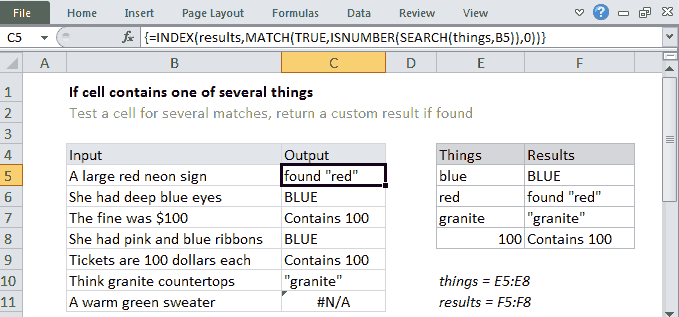 File Home Insert Page Layout Formulas Data Review View
C5 fx {=INDEX(results,MATCH(TRUE,ISNUMBER(SEARCH(things,B5)),0))}
A B C D E F
1 If cell contains one of several things
2 Test a cell for several matches, return a custom result if found
3
4 Input Output Things Results
5 A large red neon sign found "red" blue BLUE
6 She had deep blue eyes BLUE red found "red"
7 The fine was $100 Contains 100 granite "granite"
8 She had pink and blue ribbons BLUE 100 Contains 100
9 Tickets are 100 dollars each Contains 100
10 Think granite countertops "granite" things = E5:E8
11 A warm green sweater #N/A results = F5:F8